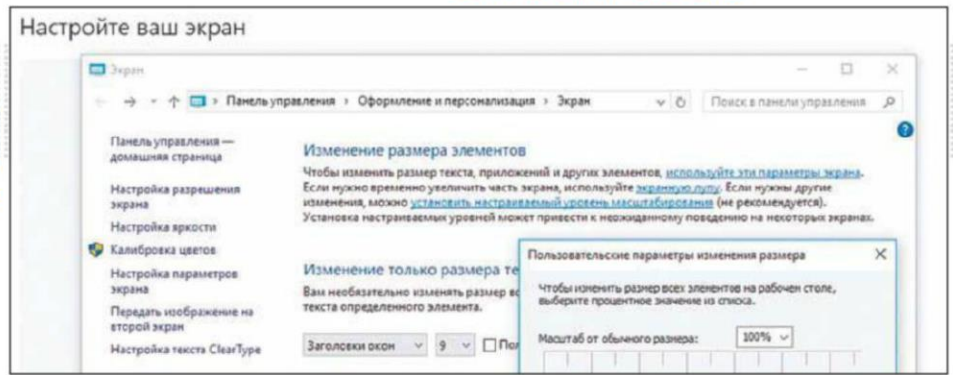 Настройте ваш экран
Экран
Панель управления › Оформление и персонализация › Экран
Поиск в панели управления
Панель управления —
домашняя страница
Настройка разрешения
экрана
Настройка яркости
Калибровка цветов
Настройка параметров
экрана
Передать изображение на
второй экран
Настройка текста ClearType
Изменение размера элементов
Чтобы изменить размер текста, приложений и других элементов, используйте эти параметры экрана.
Если нужно временно увеличить часть экрана, используйте экранную лупу. Если нужны другие
изменения, можно установить настраиваемый уровень масштабирования (не рекомендуется).
Установка настраиваемых уровней может привести к неожиданному поведению на некоторых экранах.
Изменение только размера те
Вам необязательно изменять размер вс
текста определенного элемента.
Заголовки окон 9 Пол
Пользовательские параметры изменения размера
Чтобы изменить размер всех элементов на рабочем столе,
выберите процентное значение из списка.
Масштаб от обычного размера: 100%